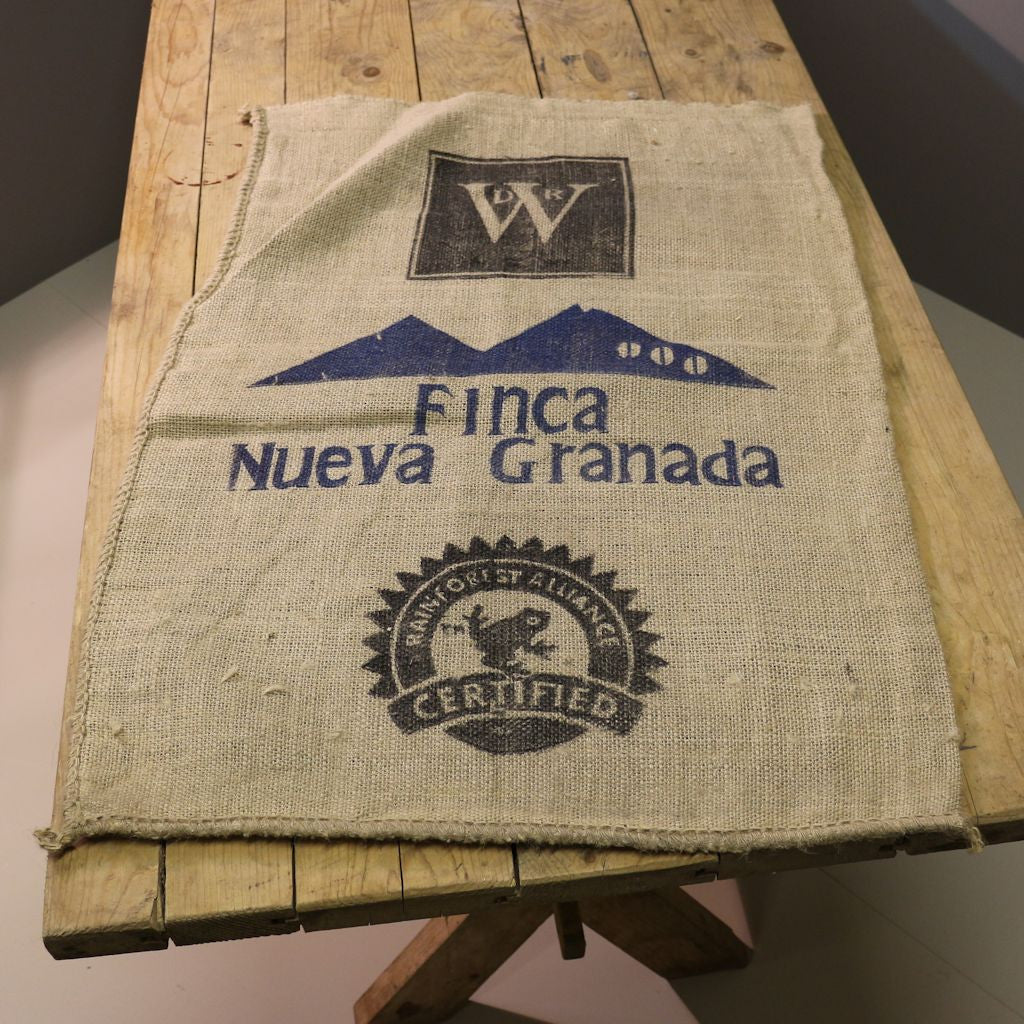 W
D R
Finca
Nueva Granada
RAINFOREST ALLIANCE
CERTIFIED